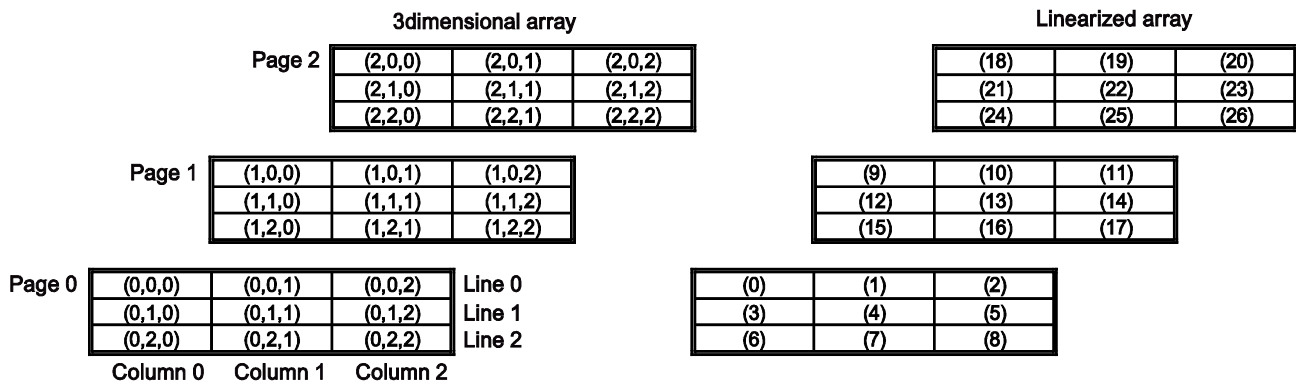 3dimensional array Linearized array
Page 2 (2,0,0) (2,0,1) (2,0,2) (18) (19) (20)
(2,1,0) (2,1,1) (2,1,2) (21) (22) (23)
(2,2,0) (2,2,1) (2,2,2) (24) (25) (26)
Page 1 (1,0,0) (1,0,1) (1,0,2) (9) (10) (11)
(1,1,0) (1,1,1) (1,1,2) (12) (13) (14)
(1,2,0) (1,2,1) (1,2,2) (15) (16) (17)
Page 0 (0,0,0) (0,0,1) (0,0,2) Line 0 (0) (1) (2)
(0,1,0) (0,1,1) (0,1,2) Line 1 (3) (4) (5)
(0,2,0) (0,2,1) (0,2,2) Line 2 (6) (7) (8)
Column 0 Column 1 Column 2